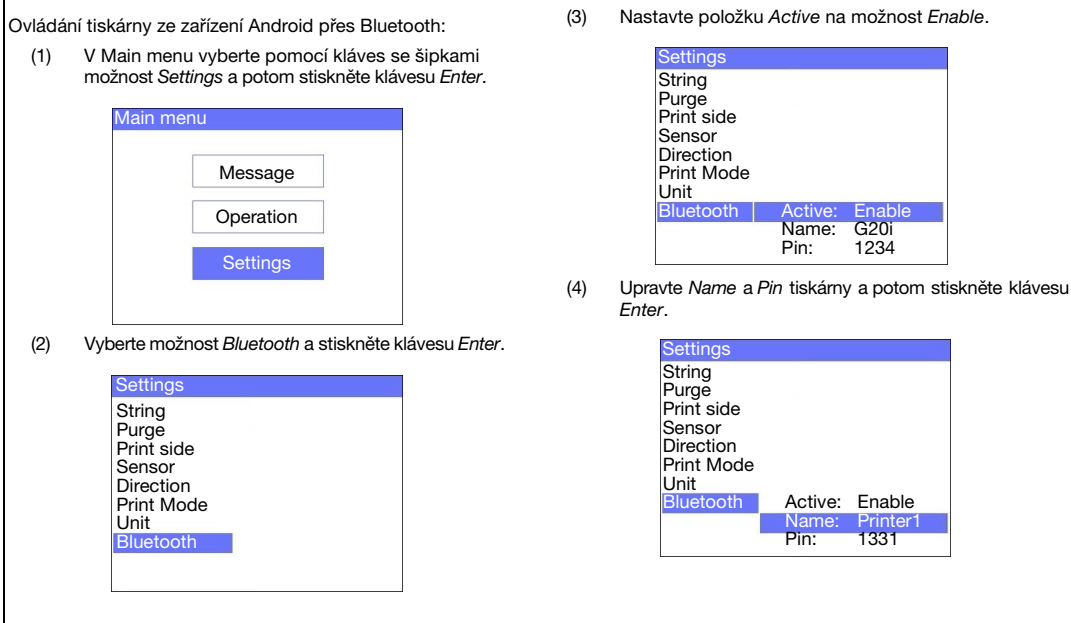 Ovládání tiskárny ze zařízení Android přes Bluetooth:
(1) V Main menu vyberte pomocí kláves se šipkami
možnost Settings a potom stiskněte klávesu Enter.
Main menu
Message
Operation
Settings
(2) Vyberte možnost Bluetooth a stiskněte klávesu Enter.
Settings
String
Purge
Print side
Sensor
Direction
Print Mode
Unit
Bluetooth
(3) Nastavte položku Active na možnost Enable.
Settings
String
Purge
Print side
Sensor
Direction
Print Mode
Unit
Bluetooth Active: Enable
Name: G20i
Pin: 1234
(4) Upravte Name a Pin tiskárny a potom stiskněte klávesu
Enter.
Settings
String
Purge
Print side
Sensor
Direction
Print Mode
Unit
Bluetooth Active: Enable
Name: Printer1
Pin: 1331